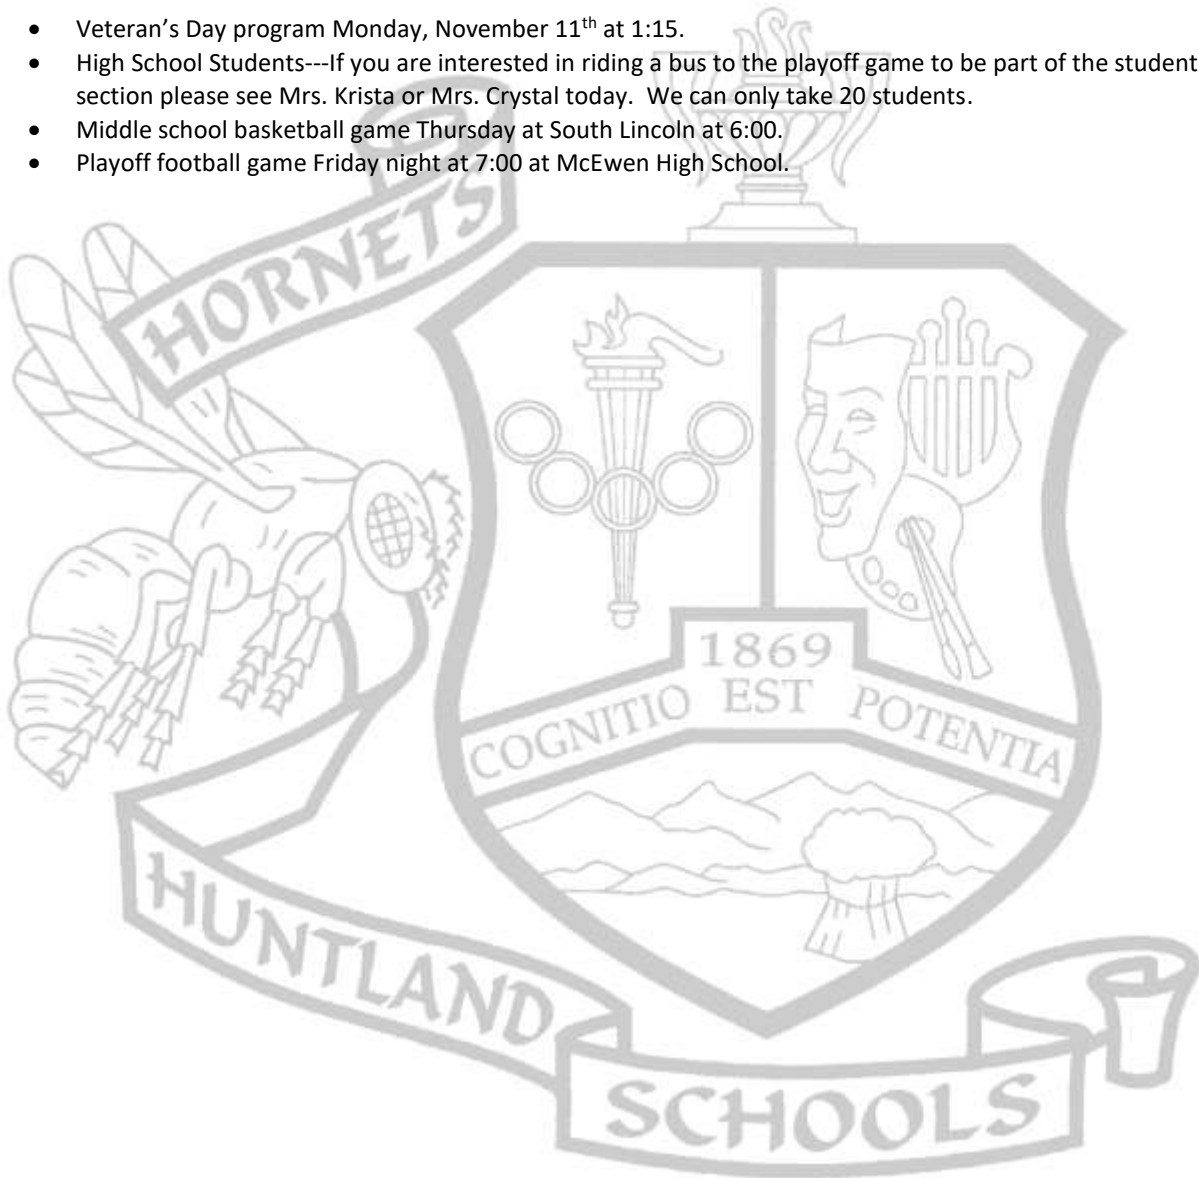 • Veteran’s Day program Monday, November 11th at 1:15.
• High School Students---If you are interested in riding a bus to the playoff game to be part of the student
section please see Mrs. Krista or Mrs. Crystal today.  We can only take 20 students.
• Middle school basketball game Thursday at South Lincoln at 6:00.
• Playoff football game Friday night at 7:00 at McEwen High School.
HORNETS
1869
COGNITIO EST POTENTIA
HUNTLAND
SCHOOLS